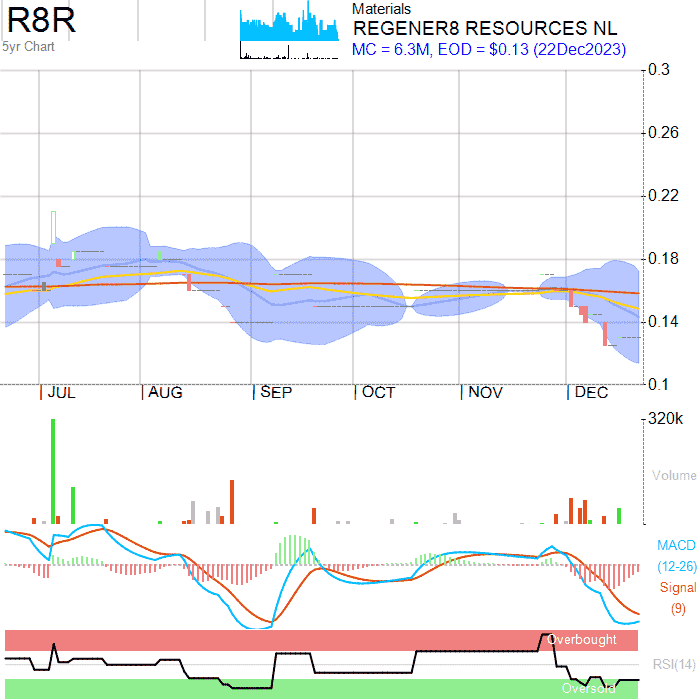 R8R
5yr Chart
Materials
REGENER8 RESOURCES NL
MC = 6.3M, EOD = $0.13 (22Dec2023)
0.3
0.26
0.22
0.18
0.14
0.1
JUL AUG SEP OCT NOV DEC
320k
Volume
MACD
(12-26)
Signal
(9)
Overbought
RSI(14)
Oversold